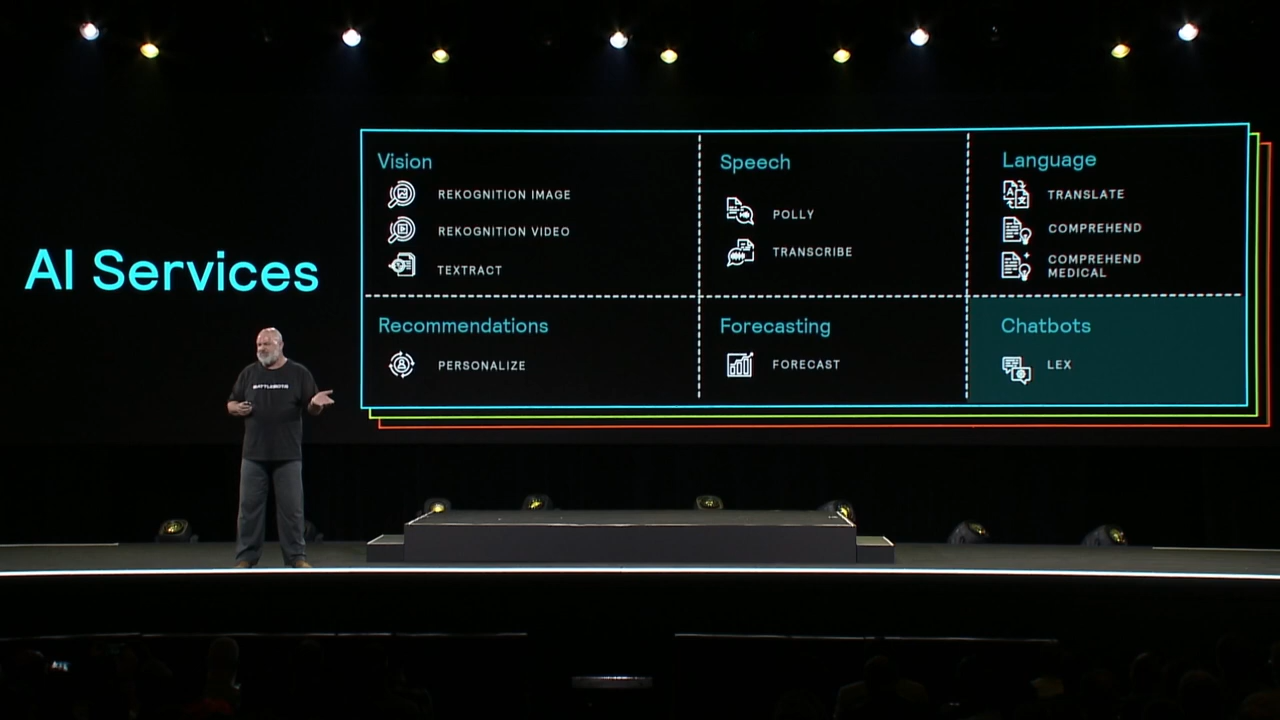 AI Services
Vision
REKOGNITION IMAGE
REKOGNITION VIDEO
TEXTRACT
Speech
POLLY
TRANSCRIBE
Language
TRANSLATE
COMPREHEND
COMPREHEND
MEDICAL
Recommendations
PERSONALIZE
Forecasting
FORECAST
Chatbots
LEX
BATTLEBOTS